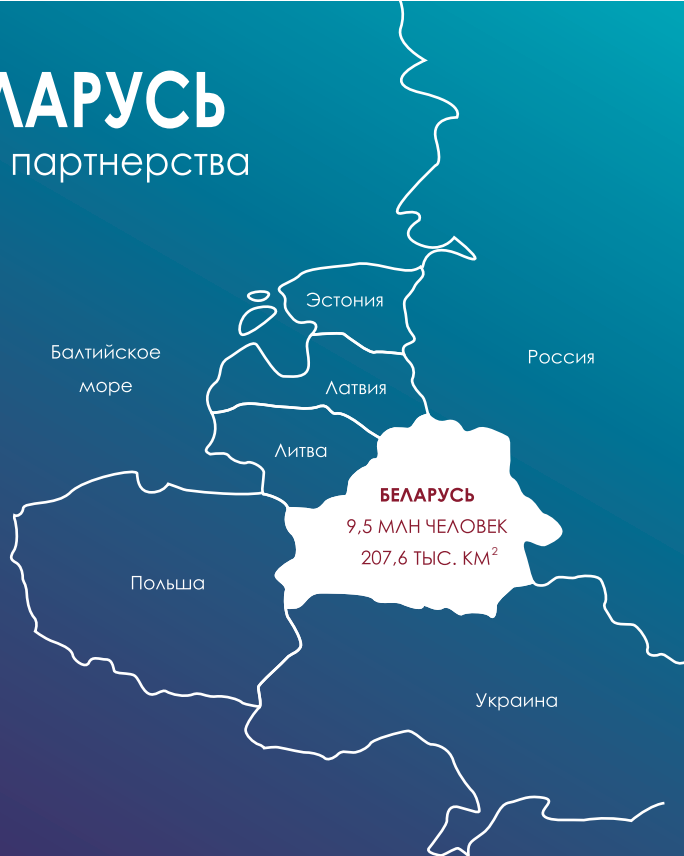 ЛАРУСЬ
партнерства
Эстония
Балтийское
море
Россия
Латвия
Литва
БЕЛАРУСЬ
9,5 МЛН ЧЕЛОВЕК
207,6 ТЫС. КМ²
Польша
Украина